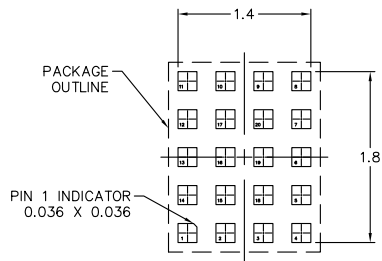 1.4
PACKAGE
OUTLINE
11 10 9 8
12 17 20 7
13 16 19 6
1.8
PIN 1 INDICATOR
0.036 X 0.036
14 15 18 5
1 2 3 4